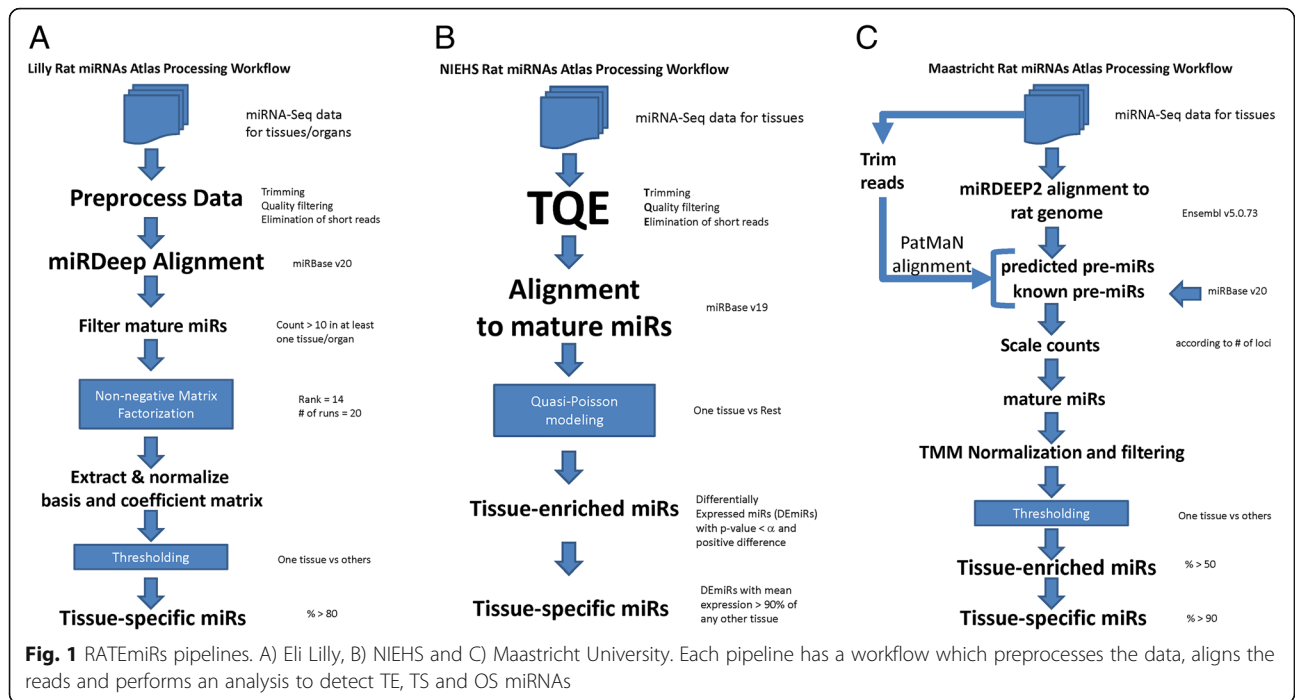 A
Lilly Rat miRNAs Atlas Processing Workflow
miRNA-Seq data
for tissues/organs
Preprocess Data
Trimming
Quality filtering
Elimination of short reads
miRDeep Alignment
miRBase v20
Filter mature miRs
Count > 10 in at least
one tissue/organ
Non-negative Matrix
Factorization
Rank = 14
# of runs = 20
Extract & normalize
basis and coefficient matrix
Thresholding
One tissue vs others
Tissue-specific miRs
% > 80
B
NIEHS Rat miRNAs Atlas Processing Workflow
miRNA-Seq data for tissues
TQE
Trimming
Quality filtering
Elimination of short reads
Alignment
to mature miRs
miRBase v19
Quasi-Poisson
modeling
One tissue vs Rest
Tissue-enriched miRs
Differentially
Expressed miRs (DEmiRs)
with p-value < α and
positive difference
Tissue-specific miRs
DEmiRs with mean
expression > 90% of
any other tissue
C
Maastricht Rat miRNAs Atlas Processing Workflow
miRNA-Seq data for tissues
Trim
reads
miRDEEP2 alignment to
rat genome
Ensembl v5.0.73
PatMaN
alignment
predicted pre-miRs
known pre-miRs
miRBase v20
Scale counts
according to # of loci
mature miRs
TMM Normalization and filtering
Thresholding
One tissue vs others
Tissue-enriched miRs
% > 50
Tissue-specific miRs
% > 90
Fig. 1 RATEmiRs pipelines. A) Eli Lilly, B) NIEHS and C) Maastricht University. Each pipeline has a workflow which preprocesses the data, aligns the
reads and performs an analysis to detect TE, TS and OS miRNAs